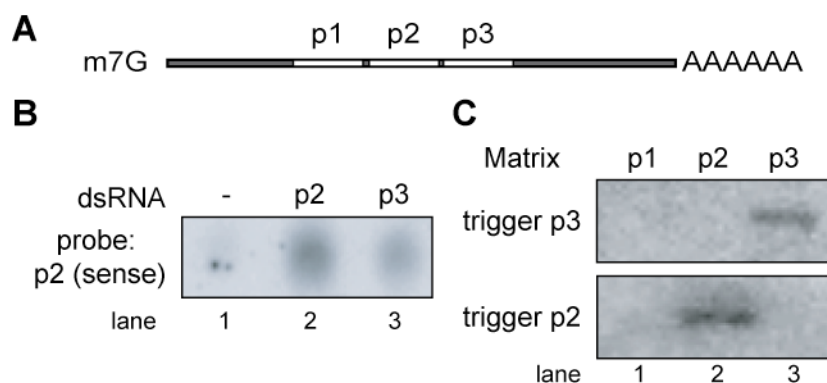 A
p1 p2 p3
m7G AAAAAA
B
dsRNA - p2 p3
probe:
p2 (sense)
lane 1 2 3
C
Matrix p1 p2 p3
trigger p3
trigger p2
lane 1 2 3